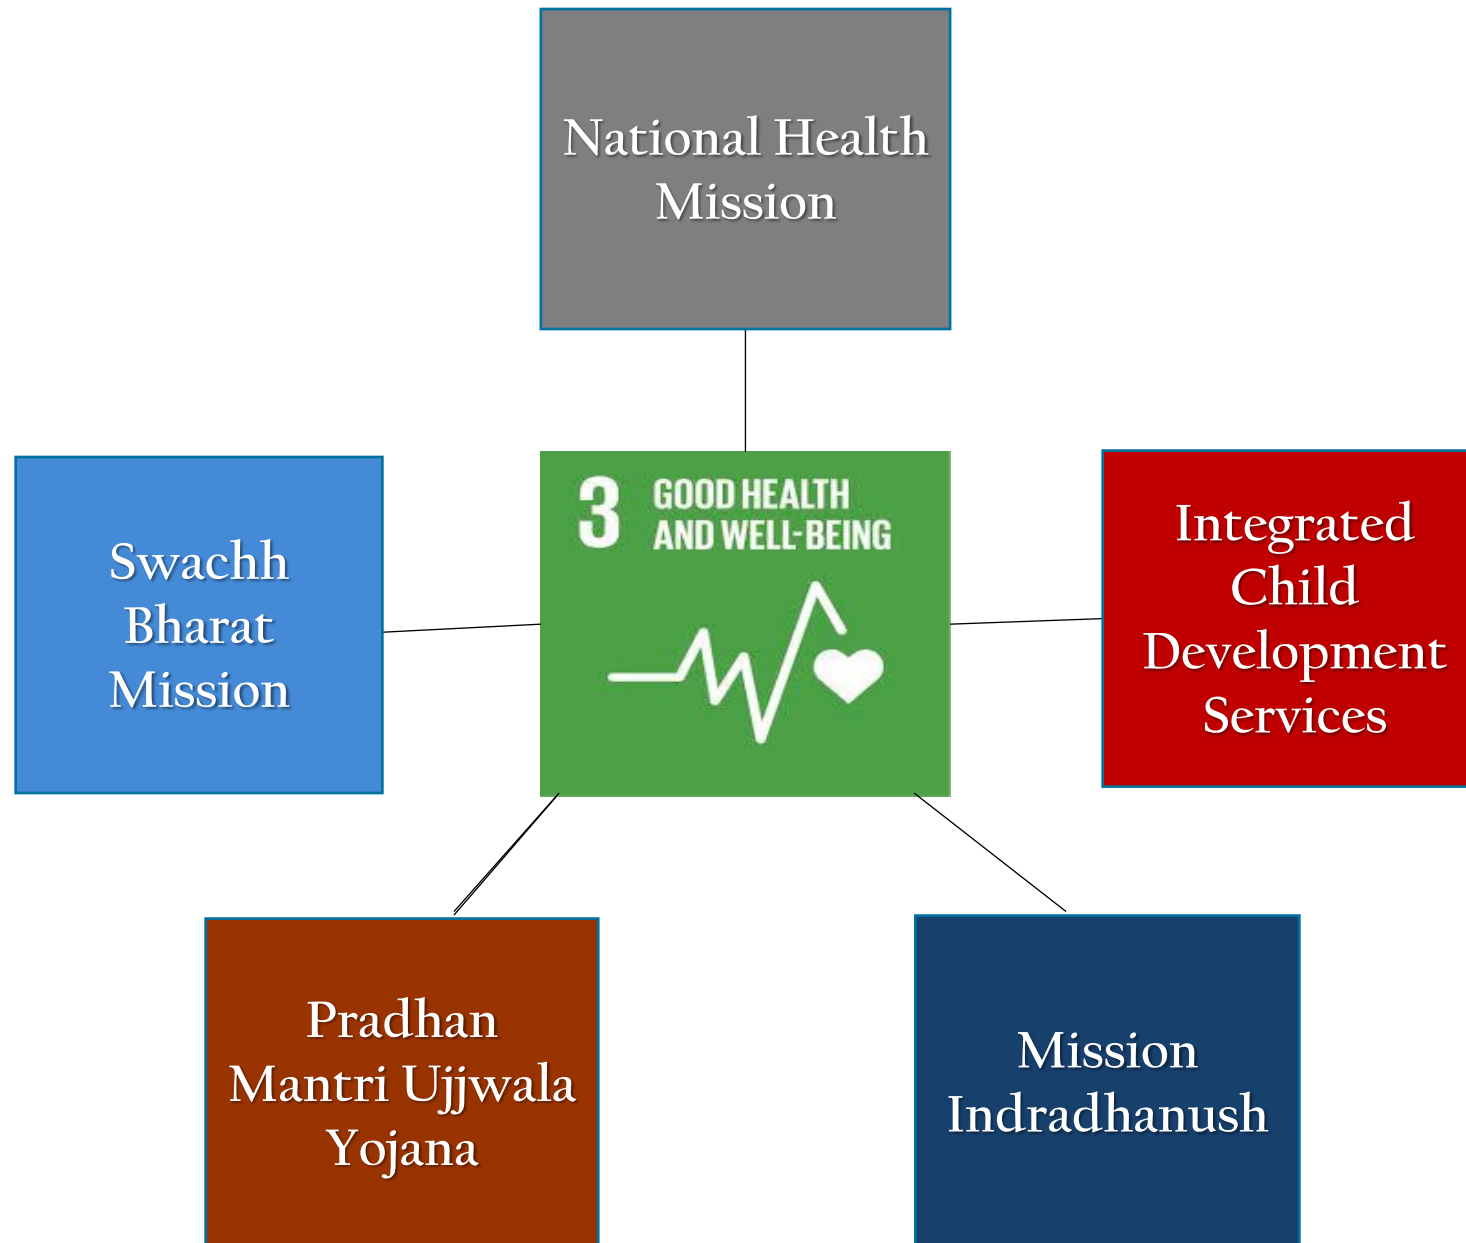 National Health
Mission
3 GOOD HEALTH
AND WELL-BEING
Swachh
Bharat
Mission
Integrated
Child
Development
Services
Pradhan
Mantri Ujjwala
Yojana
Mission
Indradhanush